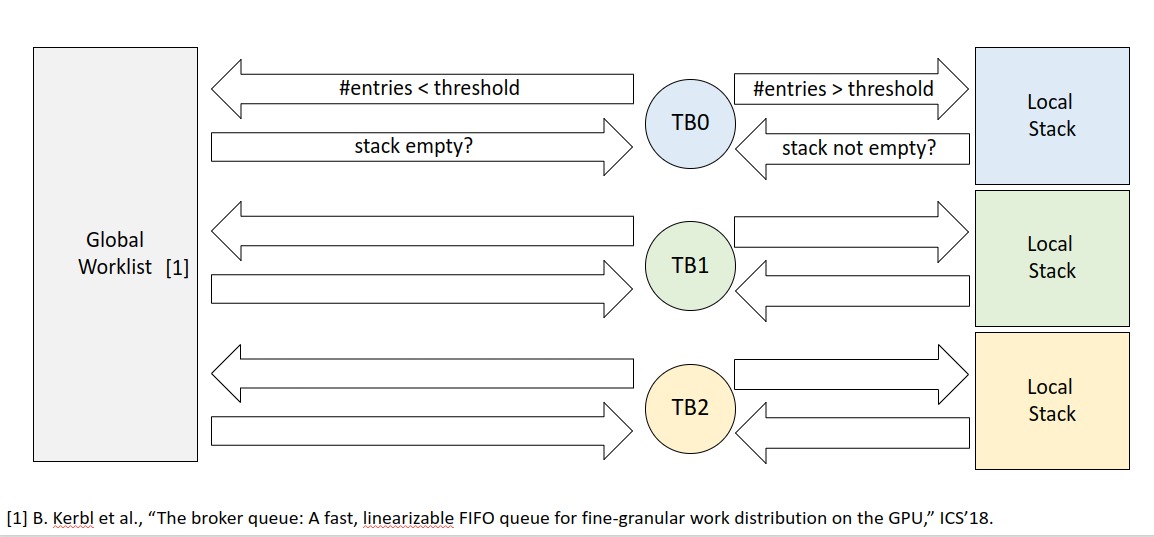 #entries < threshold
#entries > threshold
stack empty?
stack not empty?
TB0
Local
Stack
Global
Worklist [1]
TB1
Local
Stack
TB2
Local
Stack
[1] B. Kerbl et al., “The broker queue: A fast, linearizable FIFO queue for fine-granular work distribution on the GPU,” ICS’18.